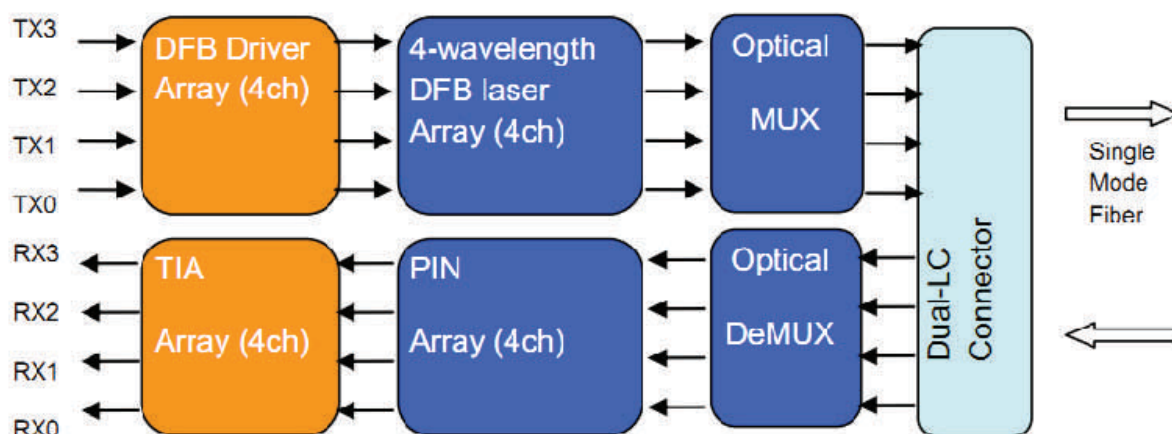 TX3
TX2
TX1
TX0
DFB Driver
Array (4ch)
4-wavelength
DFB laser
Array (4ch)
Optical
MUX
Single
Mode
Fiber
RX3
RX2
RX1
RX0
TIA
Array (4ch)
PIN
Array (4ch)
Optical
DeMUX
Dual-LC
Connector